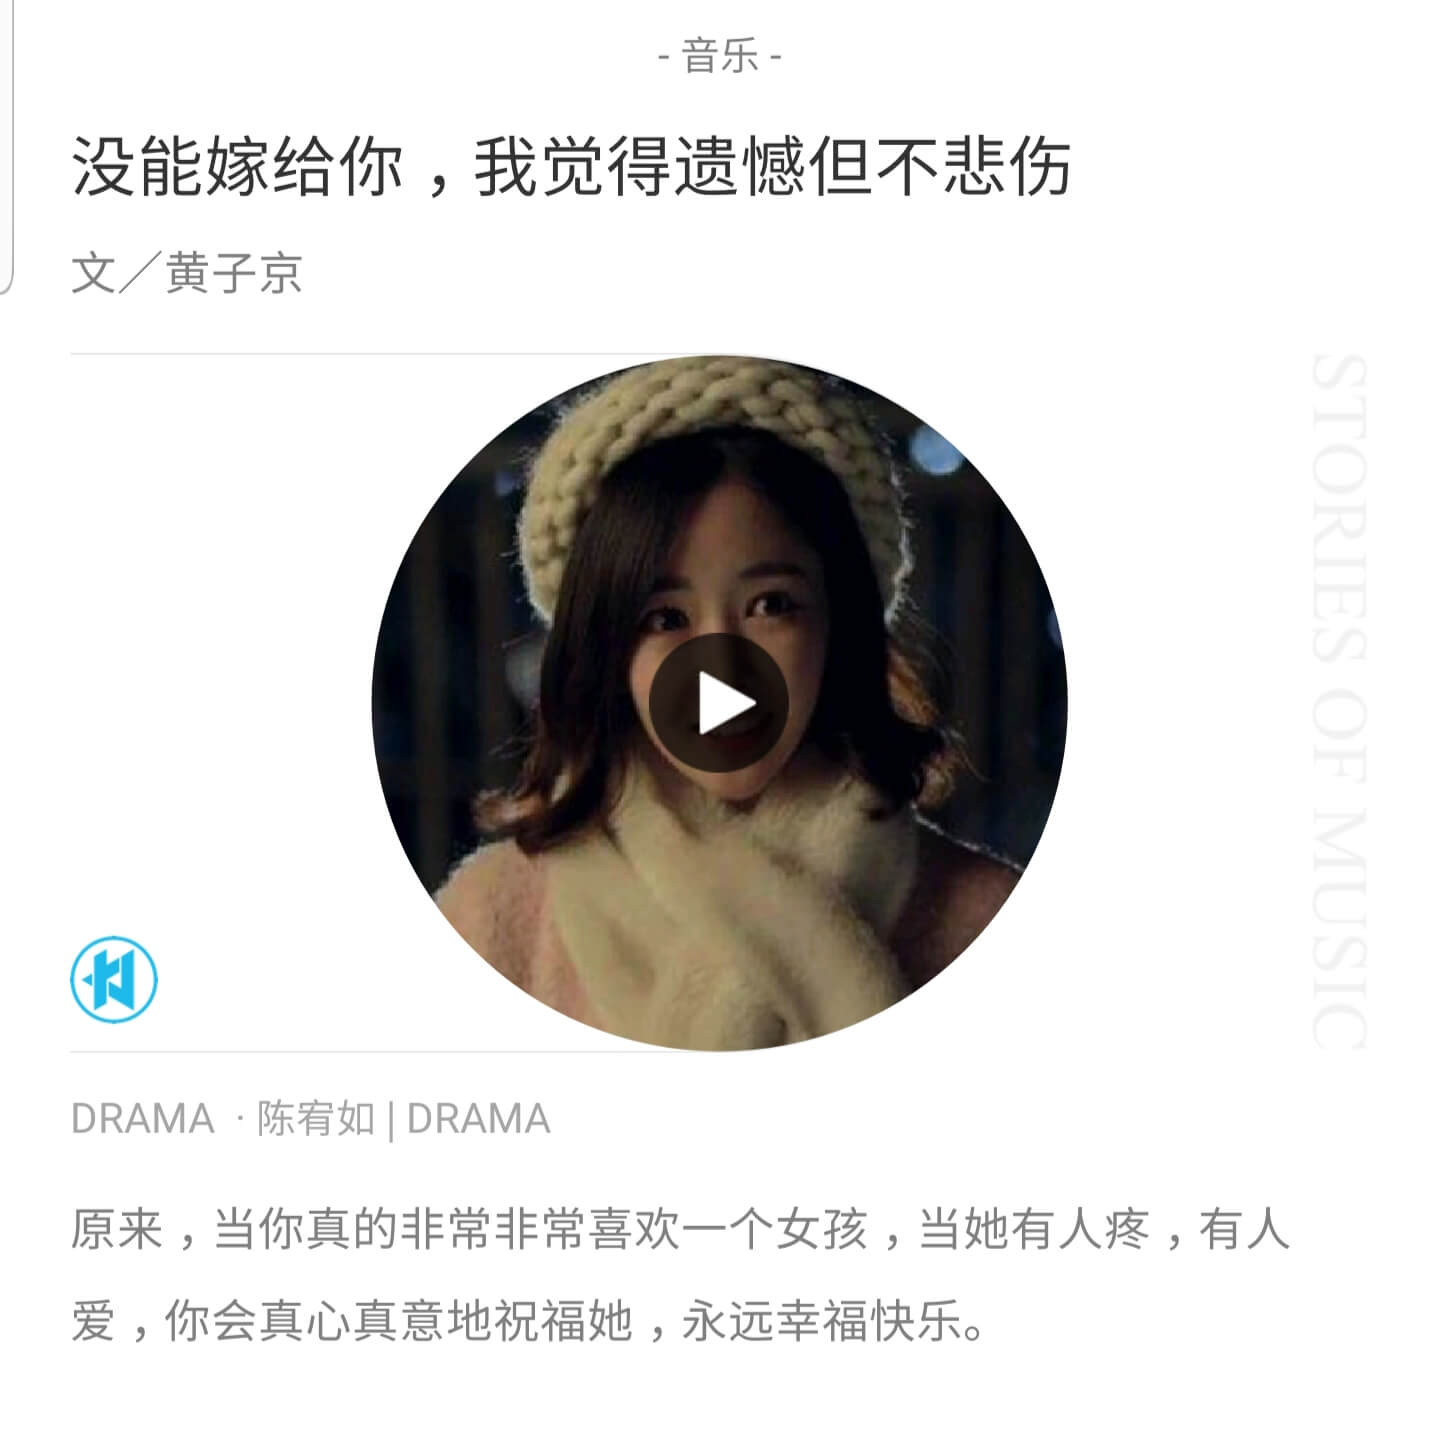 - 音乐 -
没能嫁给你，我觉得遗憾但不悲伤
文／黄子京
STORIES OF MUSIC
DRAMA · 陈宥如 | DRAMA
原来，当你真的非常非常喜欢一个女孩，当她有人疼，有人
爱，你会真心真意地祝福她，永远幸福快乐。